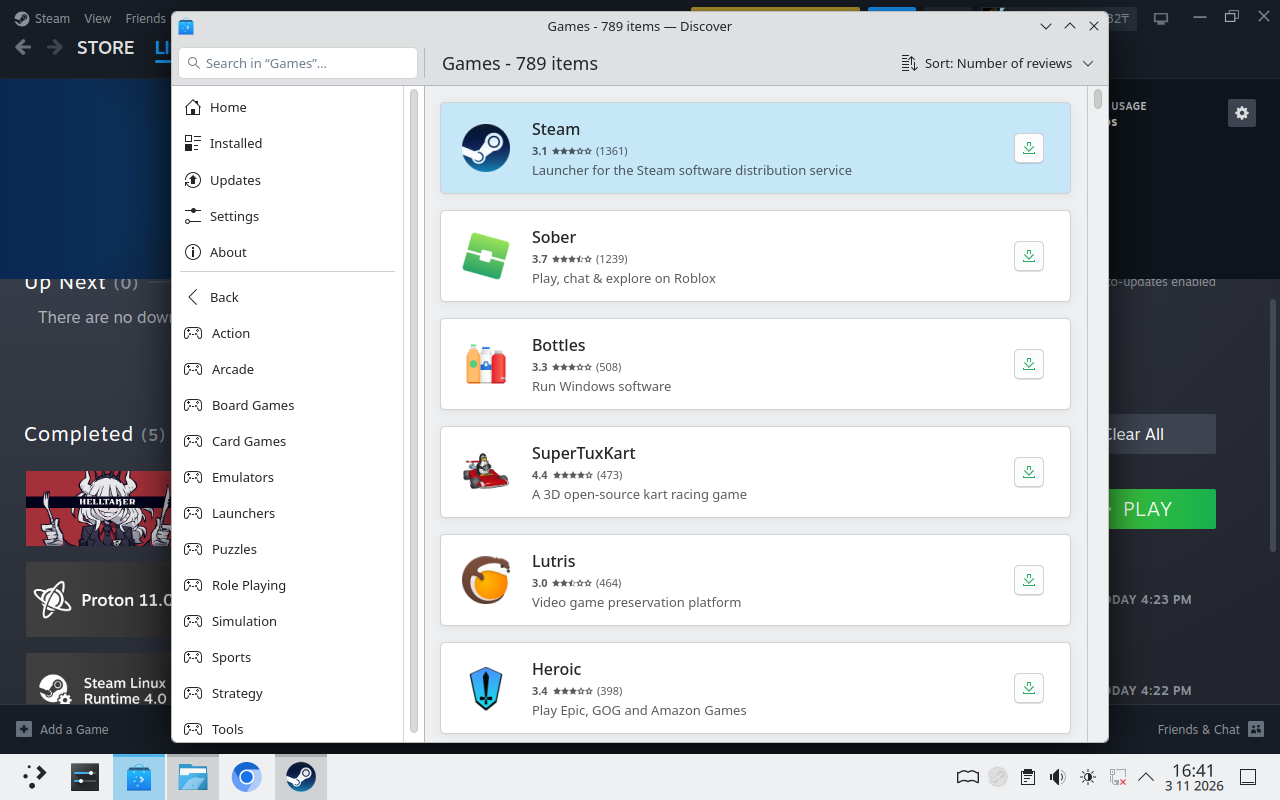 Steam View Friends
32₸
STORE
Games - 789 items — Discover
Search in “Games”...
Games - 789 items
Sort: Number of reviews
Home
Installed
Updates
Settings
About
Back
Action
Arcade
Board Games
Card Games
Emulators
Launchers
Puzzles
Role Playing
Simulation
Sports
Strategy
Tools
Steam
3.1 (1361)
Launcher for the Steam software distribution service
Sober
3.7 (1239)
Play, chat & explore on Roblox
Bottles
3.3 (508)
Run Windows software
SuperTuxKart
4.4 (473)
A 3D open-source kart racing game
Lutris
3.0 (464)
Video game preservation platform
Heroic
3.4 (398)
Play Epic, GOG and Amazon Games
USAGE
Up Next (0)
to-updates enabled
There are no down
Completed (5)
Clear All
HELLTAKER
PLAY
Proton 11.0
ODAY 4:23 PM
Steam Linux
Runtime 4.0
ODAY 4:22 PM
Add a Game
Friends & Chat
16:41
3 11 2026